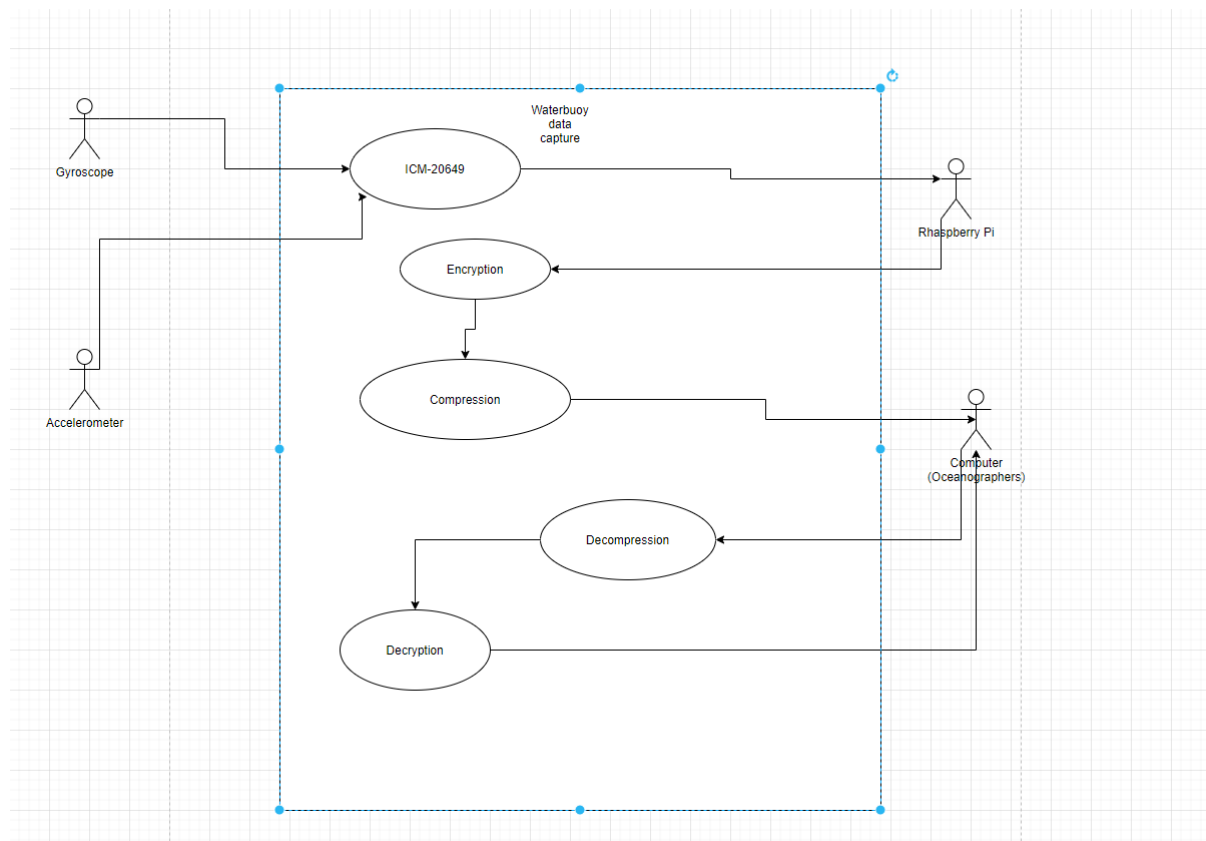 Waterbuoy
data
capture
Gyroscope
ICM-20649
Rhaspberry Pi
Encryption
Compression
Accelerometer
Computer
(Oceanographers)
Decompression
Decryption